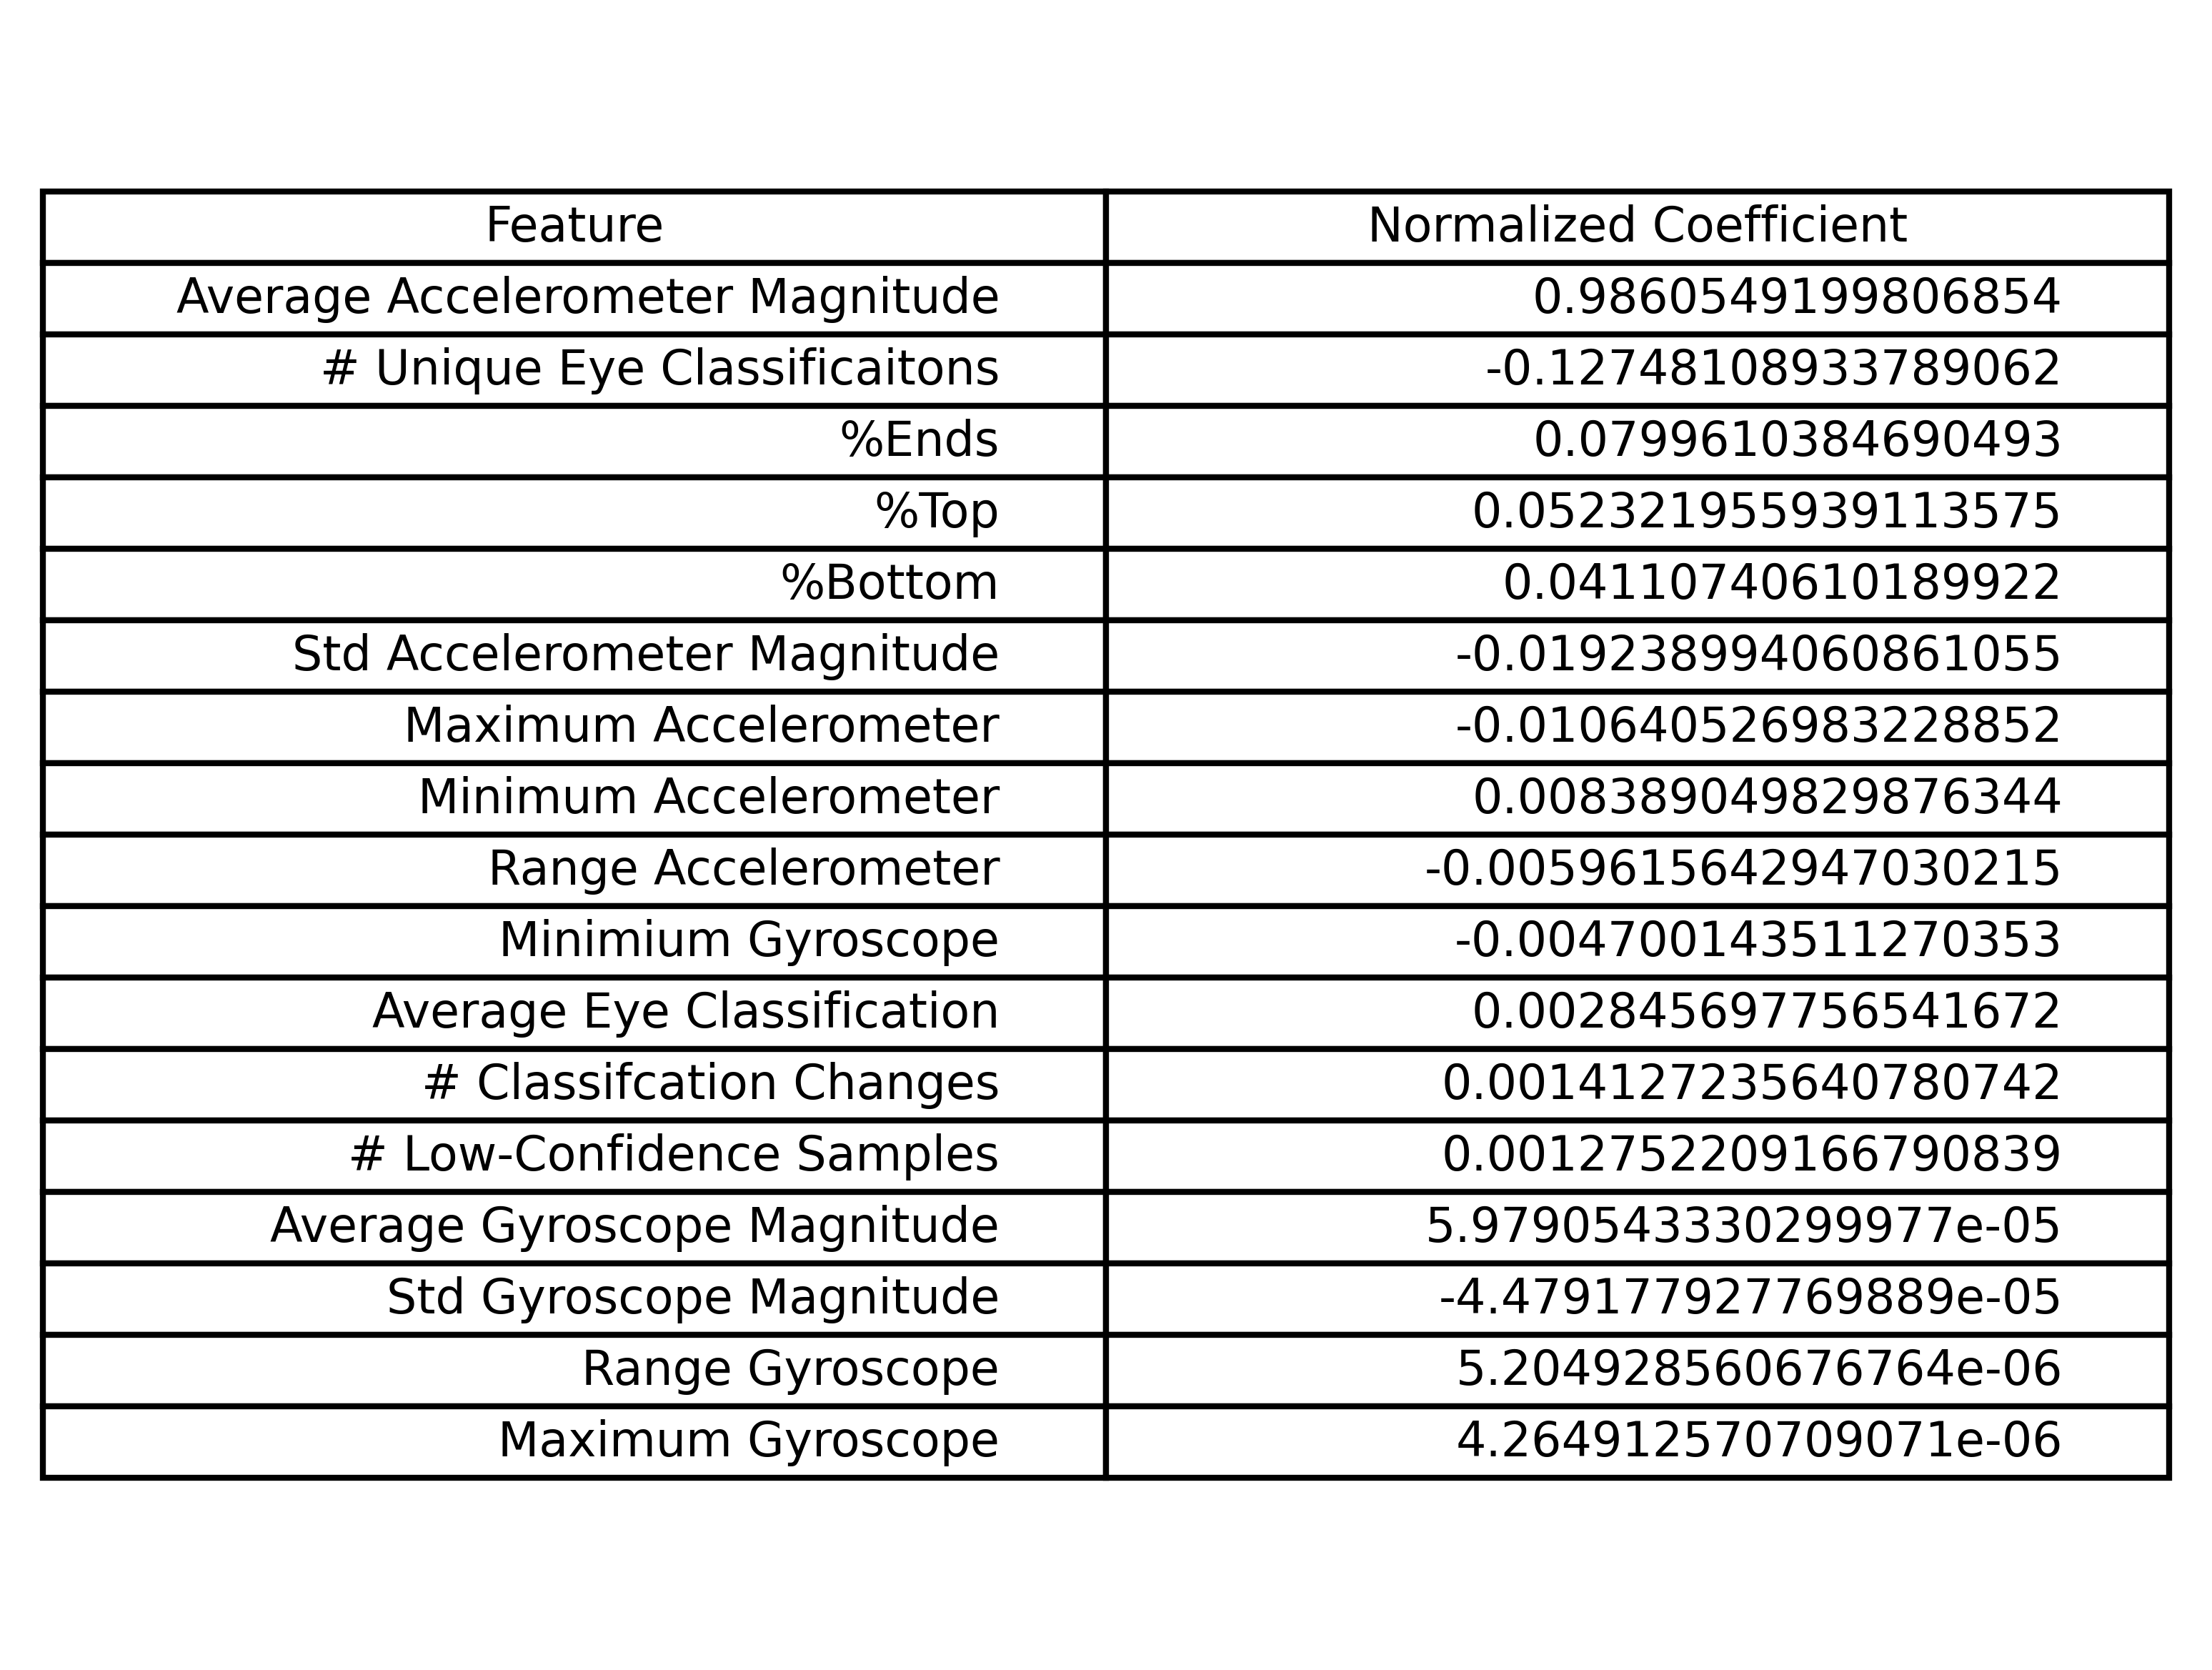 Feature Normalized Coefficient
Average Accelerometer Magnitude 0.9860549199806854
# Unique Eye Classificaitons -0.12748108933789062
%Ends 0.0799610384690493
%Top 0.052321955939113575
%Bottom 0.04110740610189922
Std Accelerometer Magnitude -0.019238994060861055
Maximum Accelerometer -0.010640526983228852
Minimum Accelerometer 0.008389049829876344
Range Accelerometer -0.0059615642947030215
Minimium Gyroscope -0.004700143511270353
Average Eye Classification 0.002845697756541672
# Classifcation Changes 0.0014127235640780742
# Low-Confidence Samples 0.0012752209166790839
Average Gyroscope Magnitude 5.9790543330299977e-05
Std Gyroscope Magnitude -4.479177927769889e-05
Range Gyroscope 5.204928560676764e-06
Maximum Gyroscope 4.264912570709071e-06